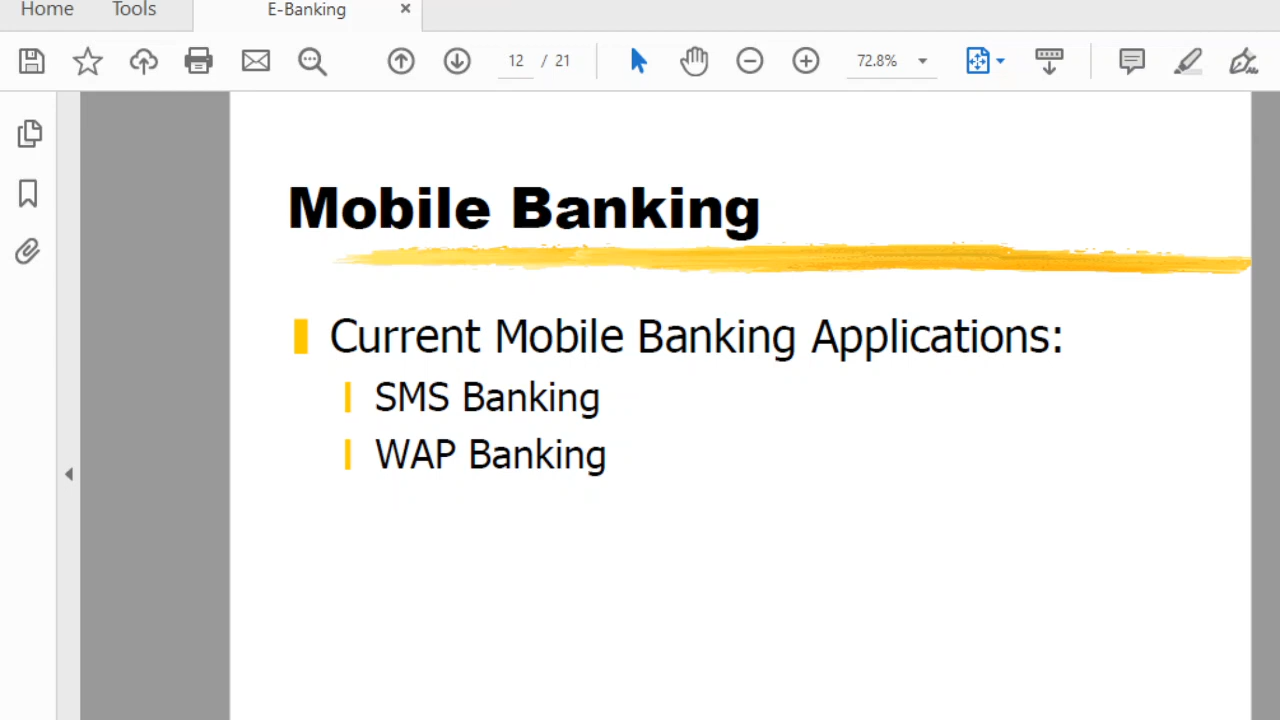 Home Tools E-Banking
12 / 21 72.8%
Mobile Banking
Current Mobile Banking Applications:
SMS Banking
WAP Banking